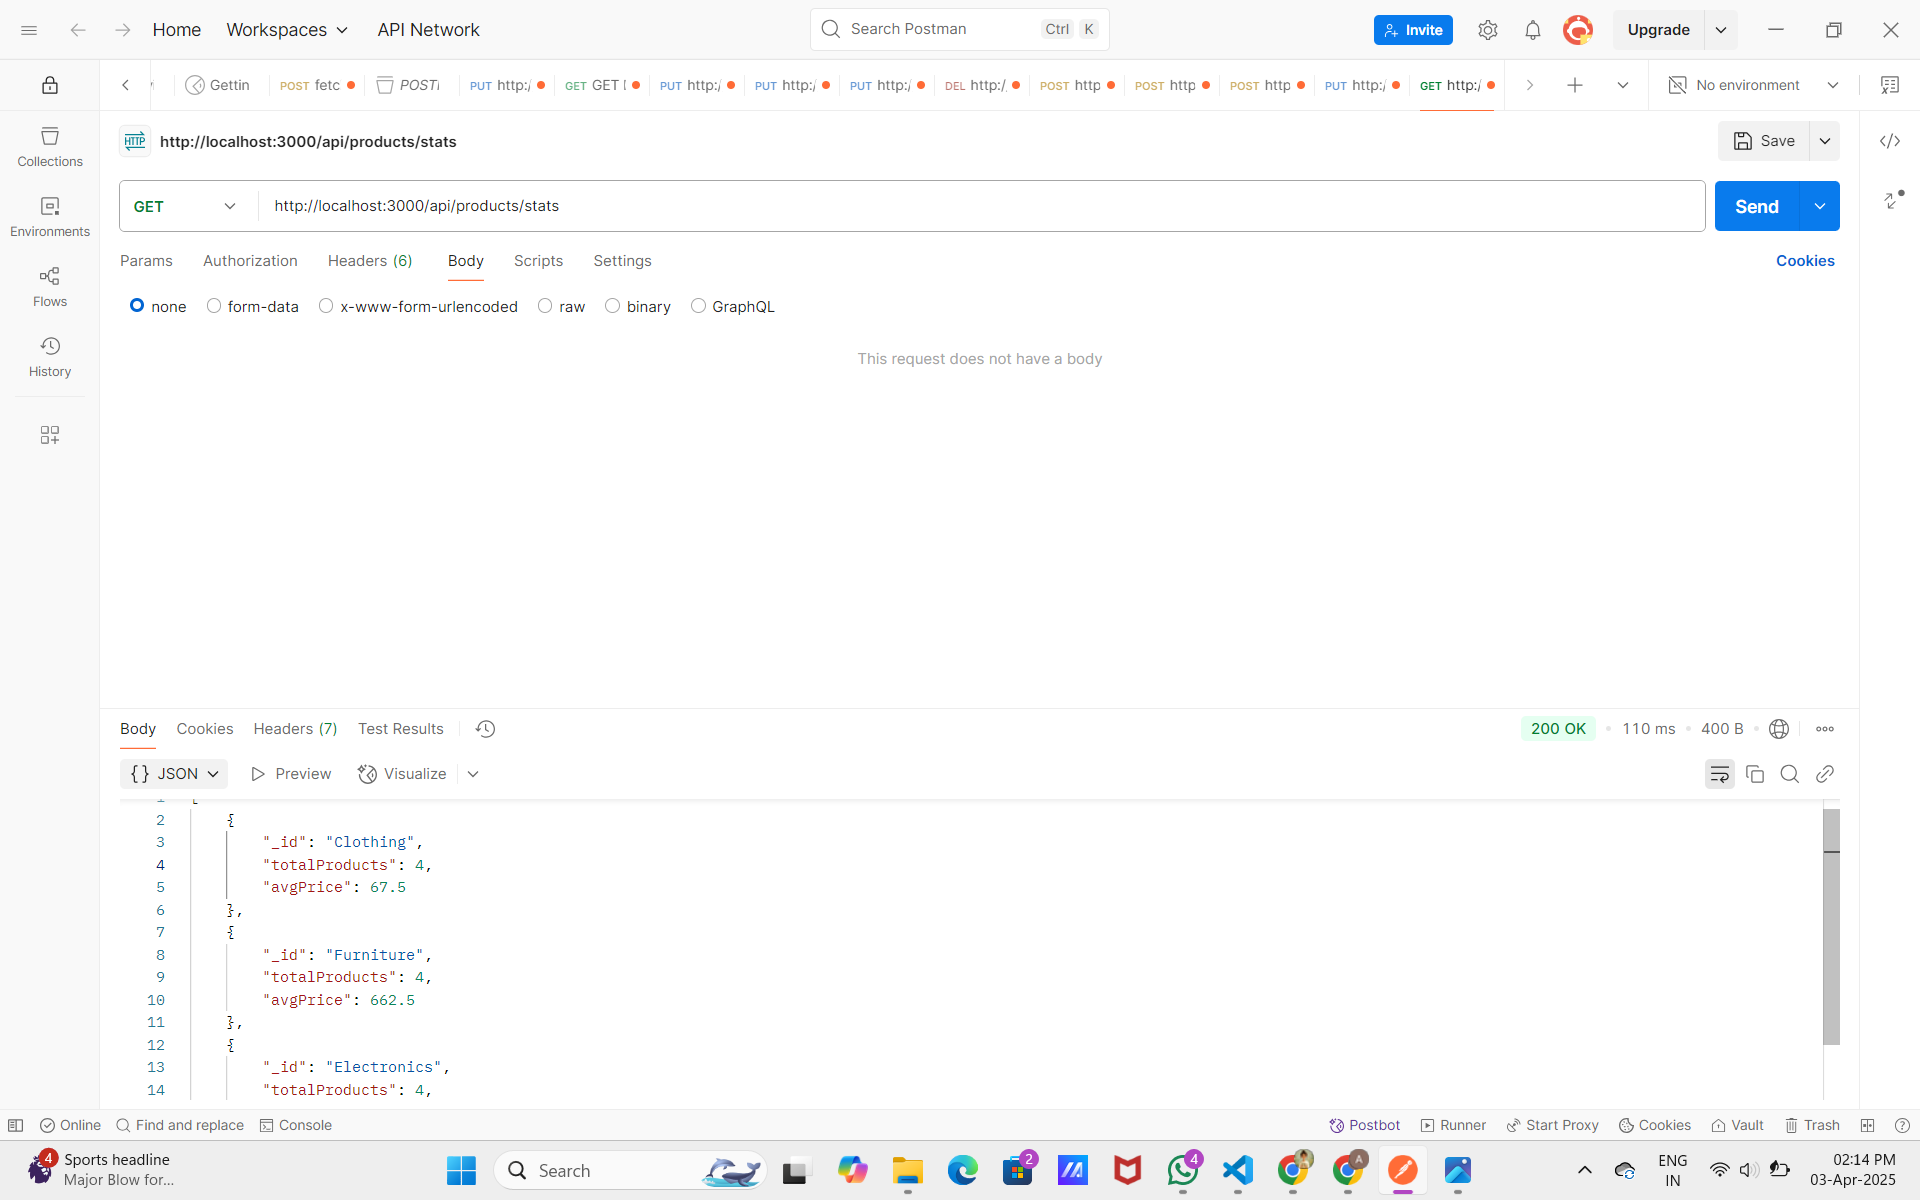 Home
Workspaces
API Network
Search Postman
Ctrl
K
Invite
Upgrade
Gettin
POST fetc
POST
PUT http:/
GET GET
PUT http:/
PUT http:/
PUT http:/
DEL http:/
POST http
POST http
POST http
PUT http:/
GET http:/
No environment
Collections
Environments
Flows
History
HTTP
http://localhost:3000/api/products/stats
Save
GET
http://localhost:3000/api/products/stats
Send
Params
Authorization
Headers (6)
Body
Scripts
Settings
Cookies
none
form-data
x-www-form-urlencoded
raw
binary
GraphQL
This request does not have a body
Body
Cookies
Headers (7)
Test Results
200 OK
110 ms
400 B
{} JSON
Preview
Visualize
2 {
3 "_id": "Clothing",
4 "totalProducts": 4,
5 "avgPrice": 67.5
6 },
7 {
8 "_id": "Furniture",
9 "totalProducts": 4,
10 "avgPrice": 662.5
11 },
12 {
13 "_id": "Electronics",
14 "totalProducts": 4,
Online
Find and replace
Console
Postbot
Runner
Start Proxy
Cookies
Vault
Trash
4
Sports headline
Major Blow for...
Search
2
4
A
ENG
IN
02:14 PM
03-Apr-2025